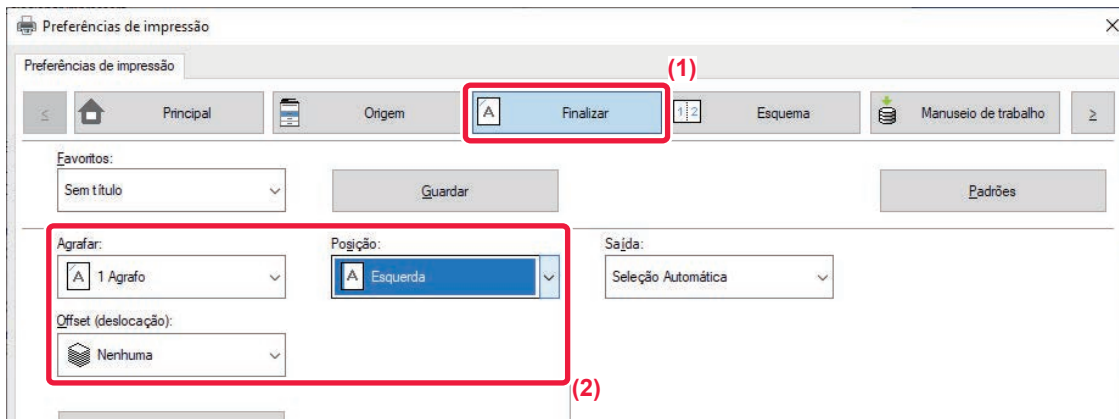 Preferências de impressão
Preferências de impressão
(1)
< Principal Origem A Finalizar 1 2 Esquema Manuseio de trabalho >
Favoritos:
Sem título Guardar Padrões
Agrafar: Posição: Saída:
A 1 Agrafo A Esquerda Seleção Automática
Offset (deslocação):
Nenhuma
(2)